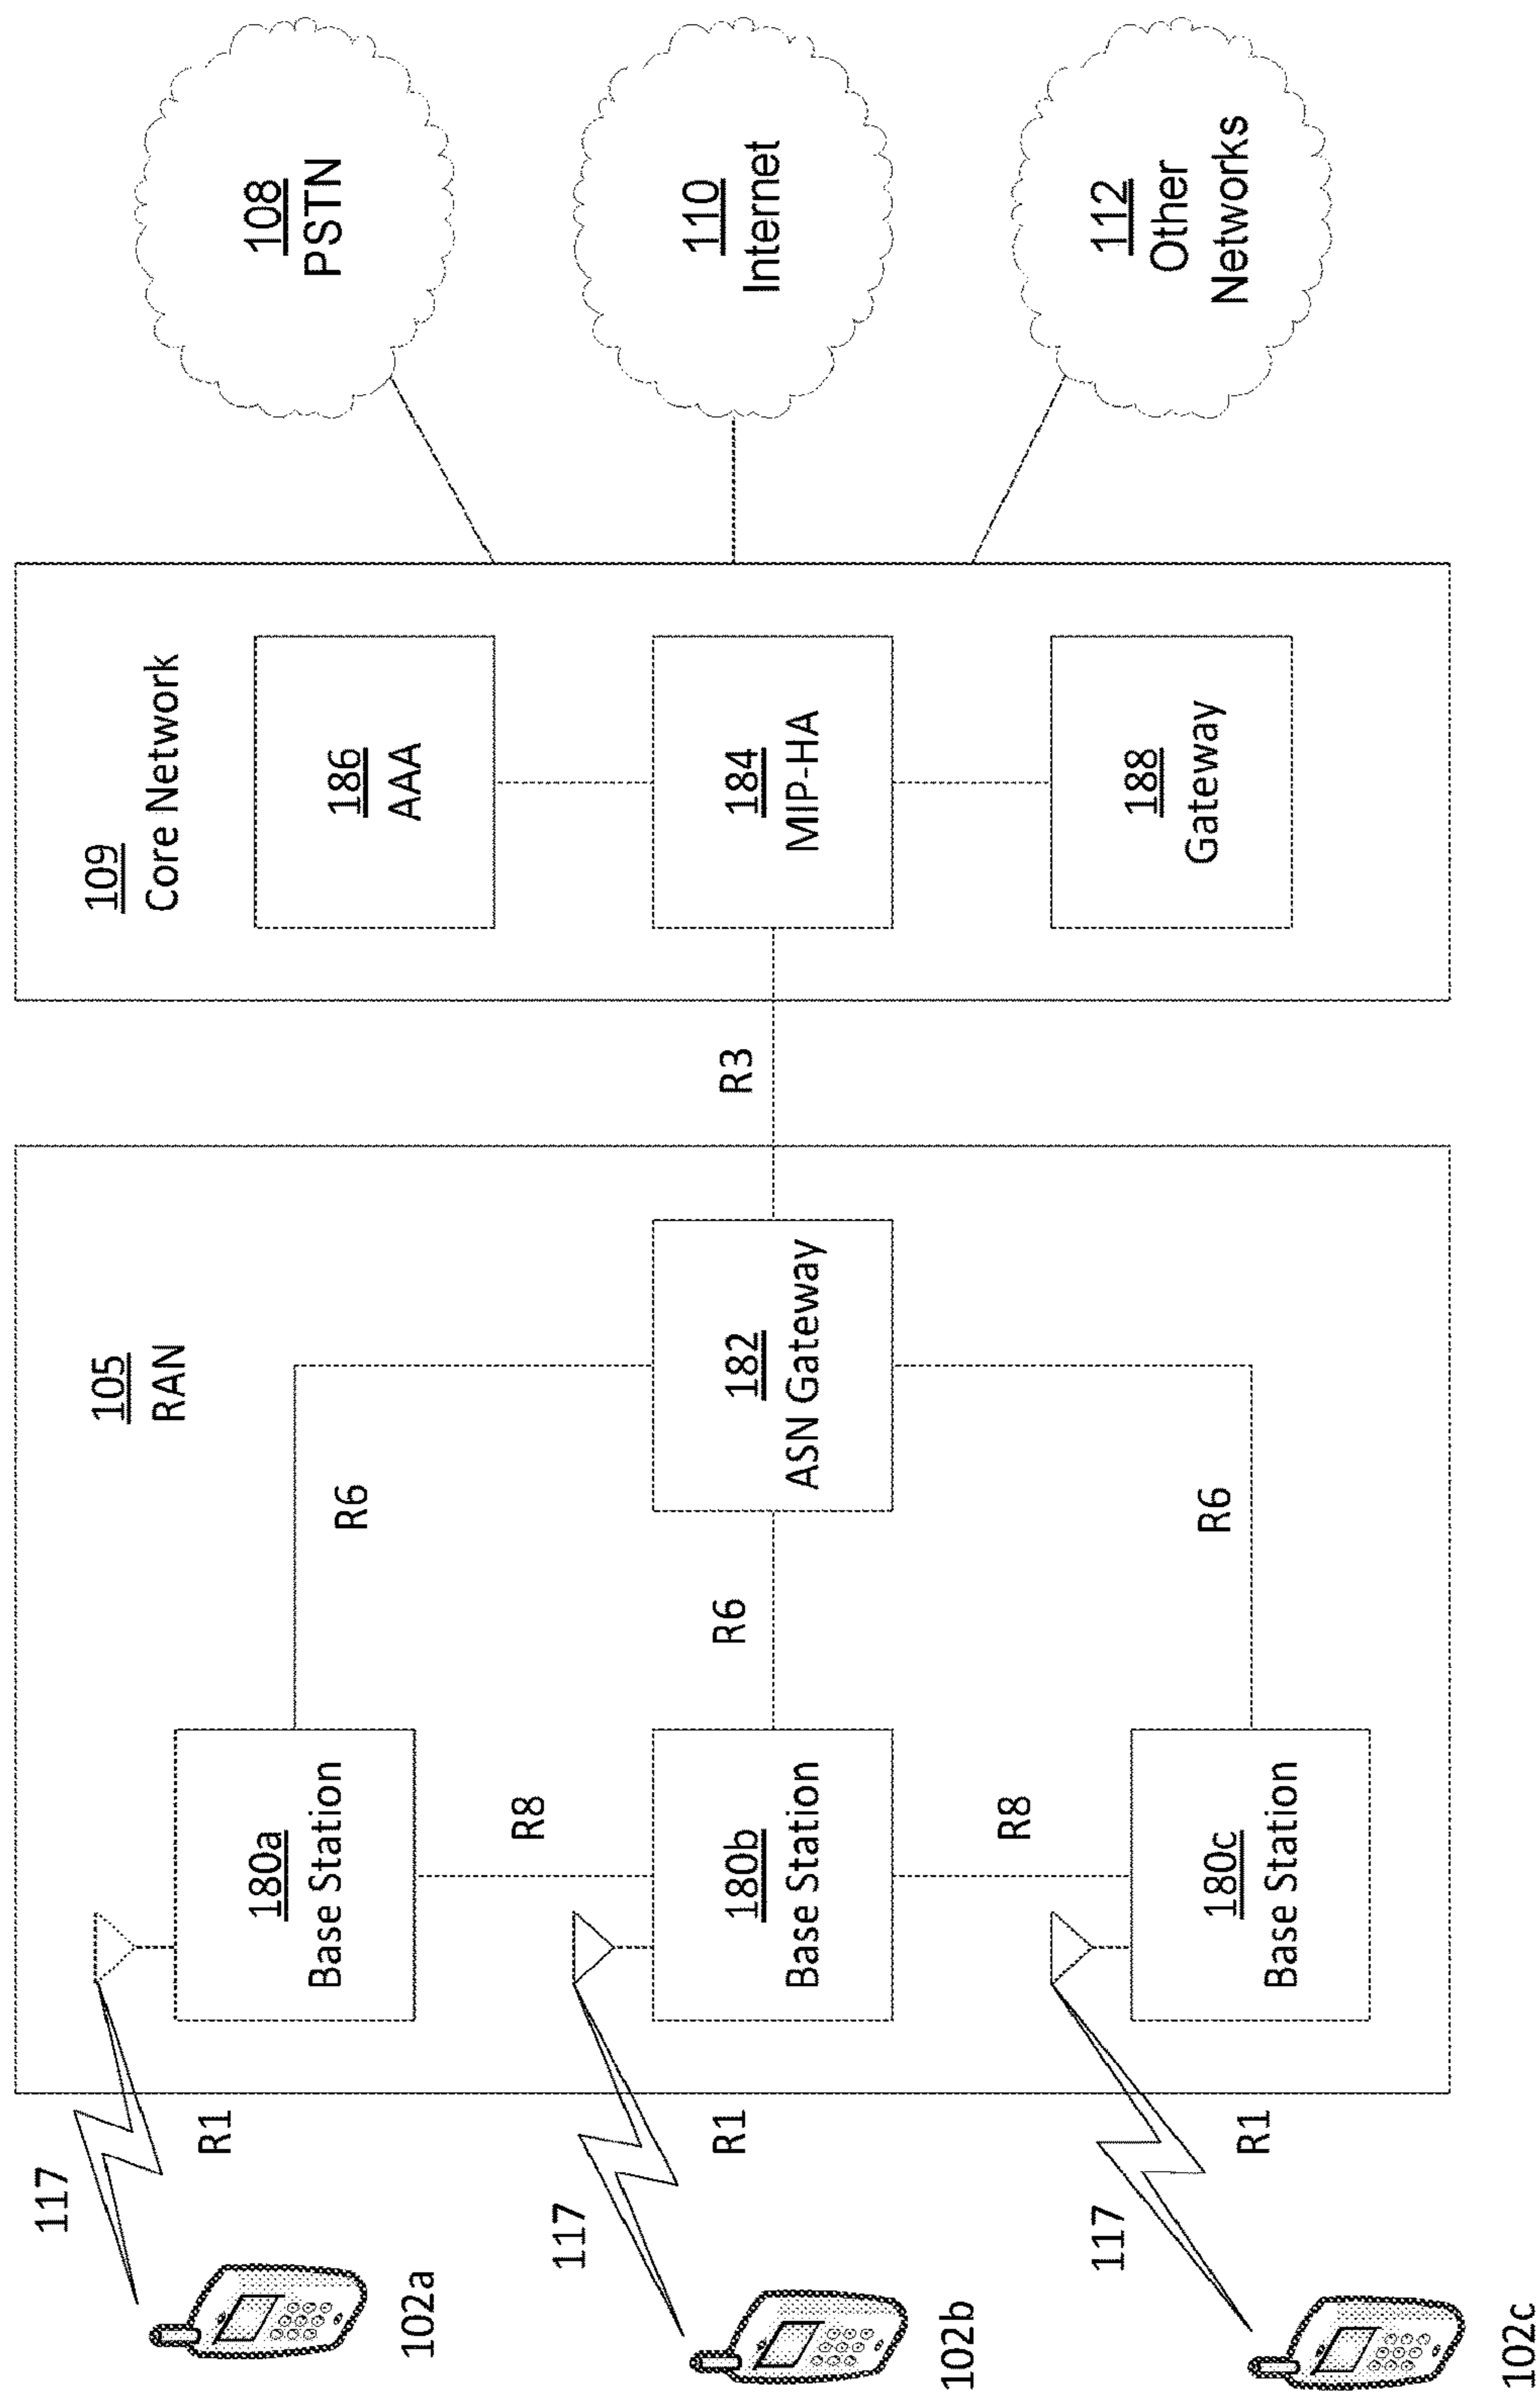 117
R1
102a
117
R1
102b
117
R1
102c
105
RAN
180a
Base Station
R8
180b
Base Station
R8
180c
Base Station
R6
R6
R6
182
ASN Gateway
R3
109
Core Network
186
AAA
184
MIP-HA
188
Gateway
108
PSTN
110
Internet
112
Other
Networks